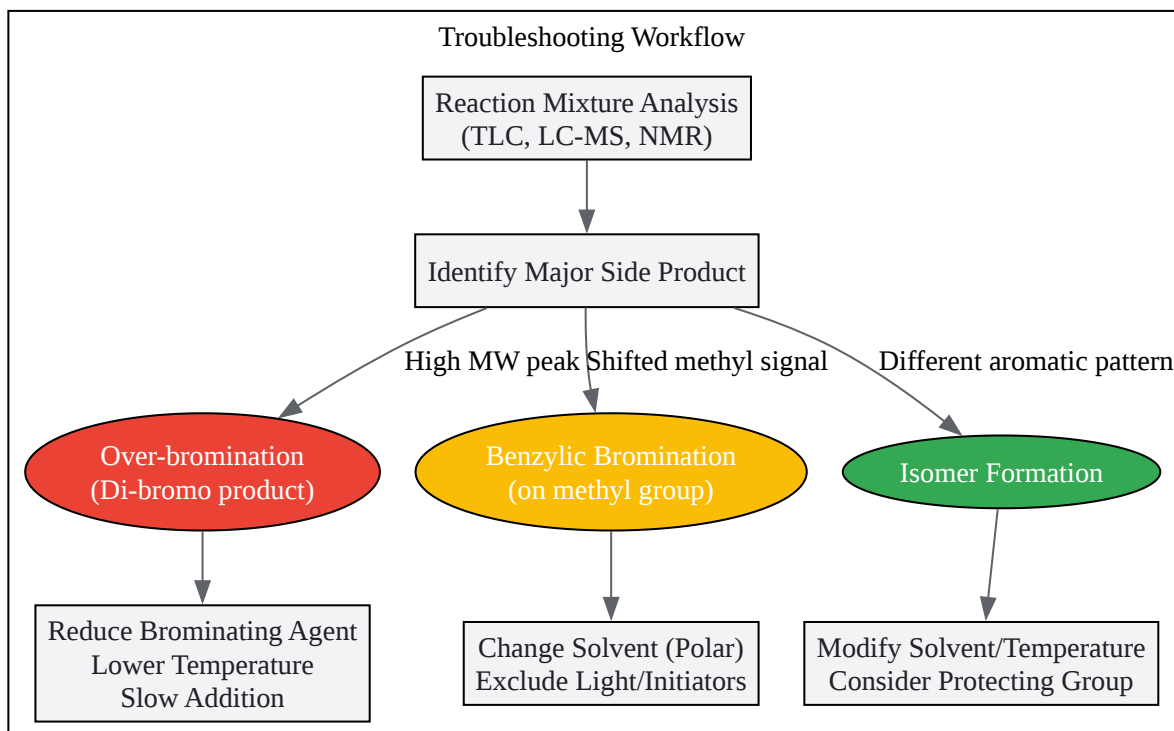 Troubleshooting Workflow
Reaction Mixture Analysis
(TLC, LC-MS, NMR)
Identify Major Side Product
High MW peak
Shifted methyl signal
Different aromatic pattern
Over-bromination
(Di-bromo product)
Benzylic Bromination
(on methyl group)
Isomer Formation
Reduce Brominating Agent
Lower Temperature
Slow Addition
Change Solvent (Polar)
Exclude Light/Initiators
Modify Solvent/Temperature
Consider Protecting Group